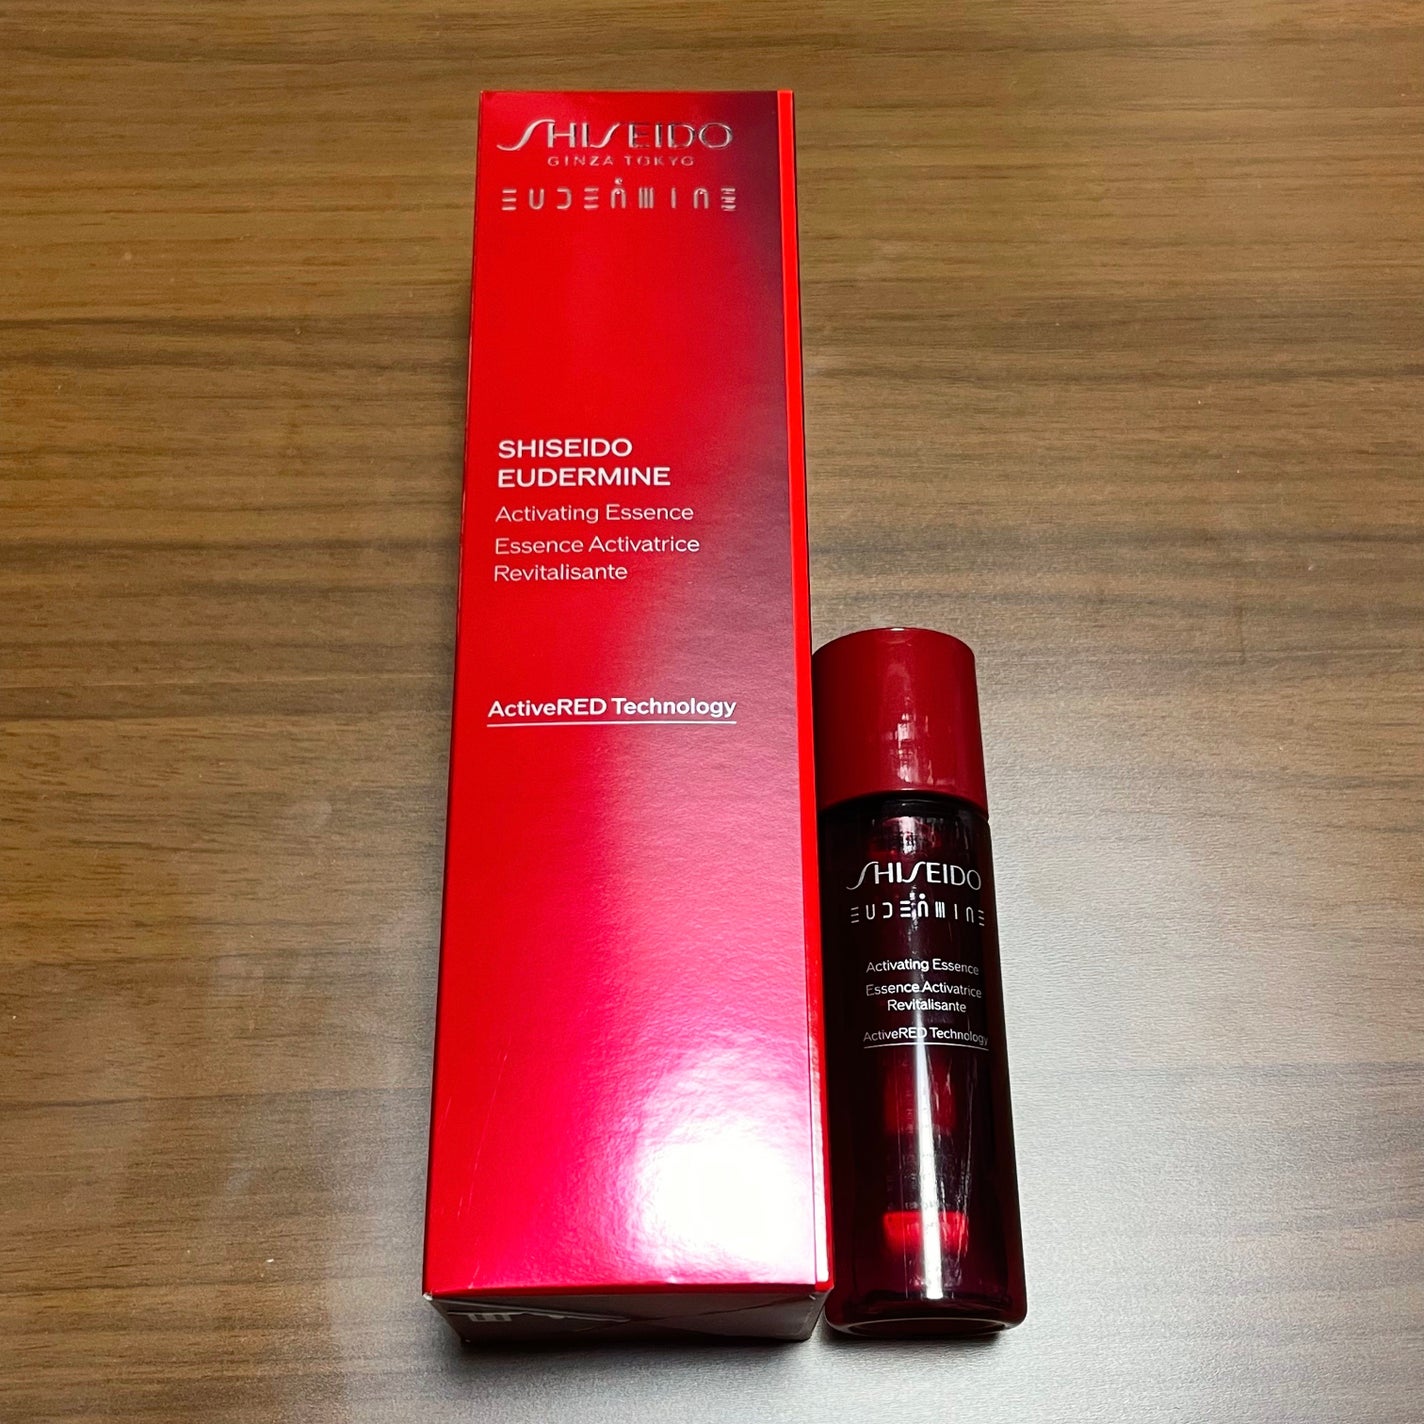 SHISEIDO
GINZA TOKYO
EUDERMINE
SHISEIDO
EUDERMINE
Activating Essence
Essence Activatrice
Revitalisante
ActiveRED Technology
SHISEIDO
EUDERMINE
Activating Essence
Essence Activatrice
Revitalisante
ActiveRED Technology